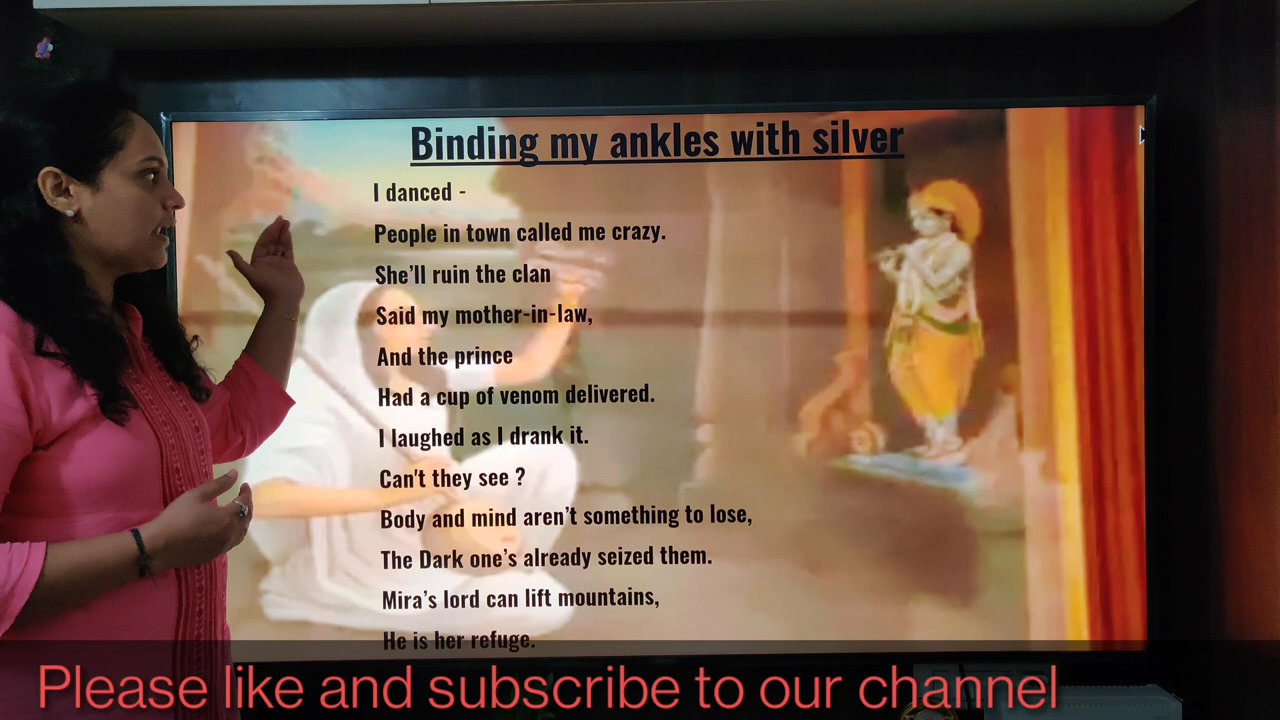 Binding my ankles with silver
I danced -
People in town called me crazy.
She'll ruin the clan
Said my mother-in-law,
And the prince
Had a cup of venom delivered.
I laughed as I drank it.
Can't they see ?
Body and mind aren't something to lose,
The Dark one's already seized them.
Mira's lord can lift mountains,
He is her refuge.
Please like and subscribe to our channel